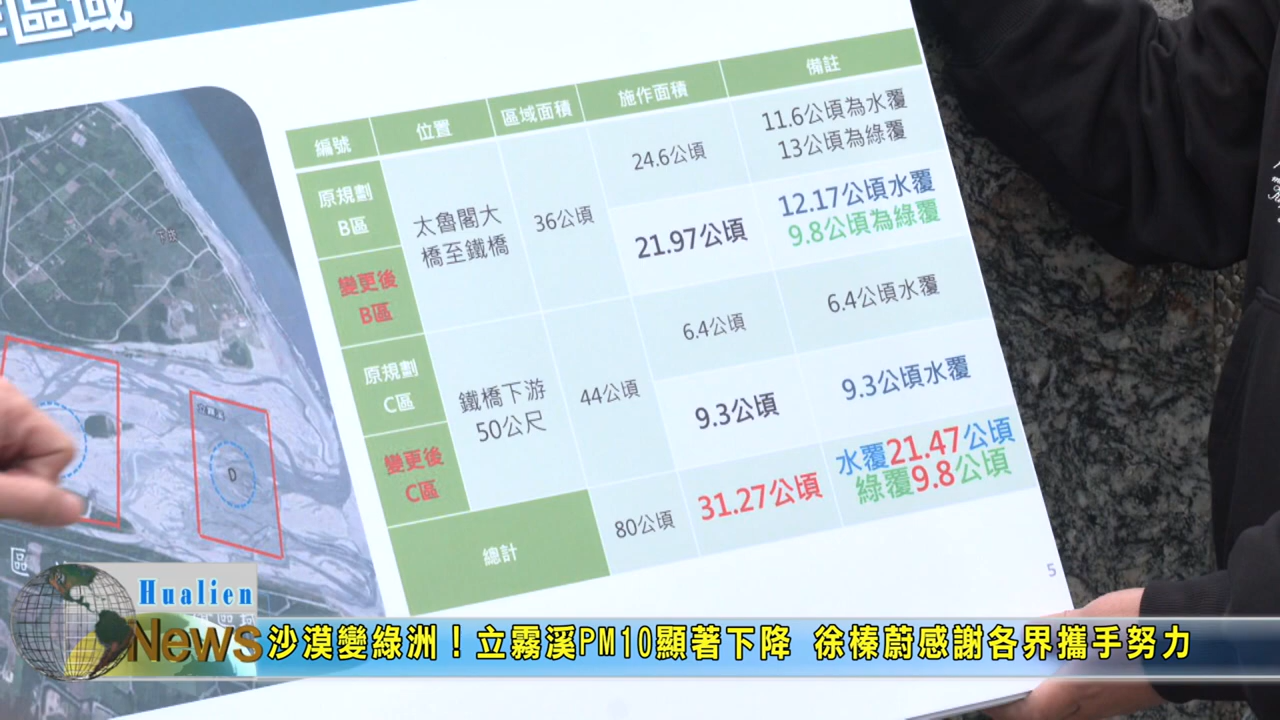 區域
編號 位置 區域面積 施作面積 備註
原規劃
B區
太魯閣大
橋至鐵橋
36公頃
24.6公頃
11.6公頃為水覆
13公頃為綠覆
變更後
B區
21.97公頃
12.17公頃水覆
9.8公頃為綠覆
原規劃
C區
鐵橋下游
50公尺
44公頃
6.4公頃
6.4公頃水覆
變更後
C區
9.3公頃
9.3公頃水覆
總計
80公頃
31.27公頃
水覆21.47公頃
綠覆9.8公頃
D
區
5
Hualien
News
沙漠變綠洲！立霧溪PM10顯著下降 徐榛蔚感謝各界攜手努力